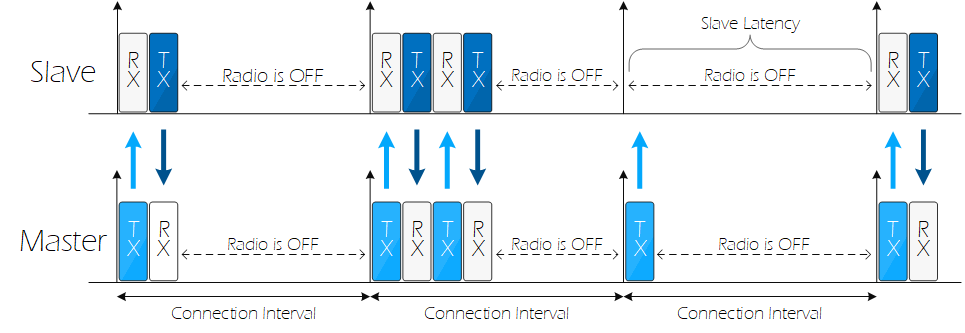 Slave Latency
Slave
RX TX
Radio is OFF
RX TX RX TX
Radio is OFF
Radio is OFF
RX TX
Master
TX RX
Radio is OFF
TX RX TX RX
Radio is OFF
TX
Radio is OFF
TX RX
Connection Interval
Connection Interval
Connection Interval